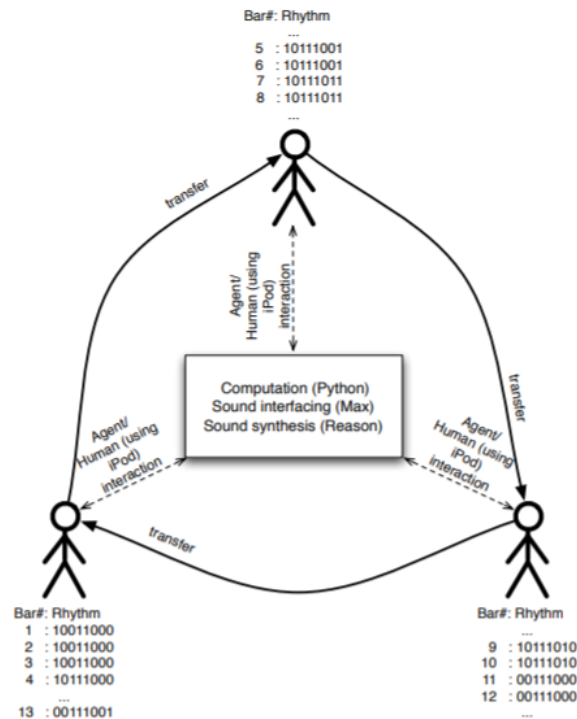 Bar#: Rhythm
...
5 : 10111001
6 : 10111001
7 : 10111011
8 : 10111011
...
transfer
Agent/
Human (using
iPod)
interaction
Computation (Python)
Sound interfacing (Max)
Sound synthesis (Reason)
transfer
Agent/
Human (using
iPod)
interaction
Agent/
Human (using
iPod)
interaction
transfer
Bar#: Rhythm
1 : 10011000
2 : 10011000
3 : 10011000
4 : 10111000
...
13 : 00111001
Bar#: Rhythm
...
9 : 10111010
10 : 10111010
11 : 00111000
12 : 00111000
...